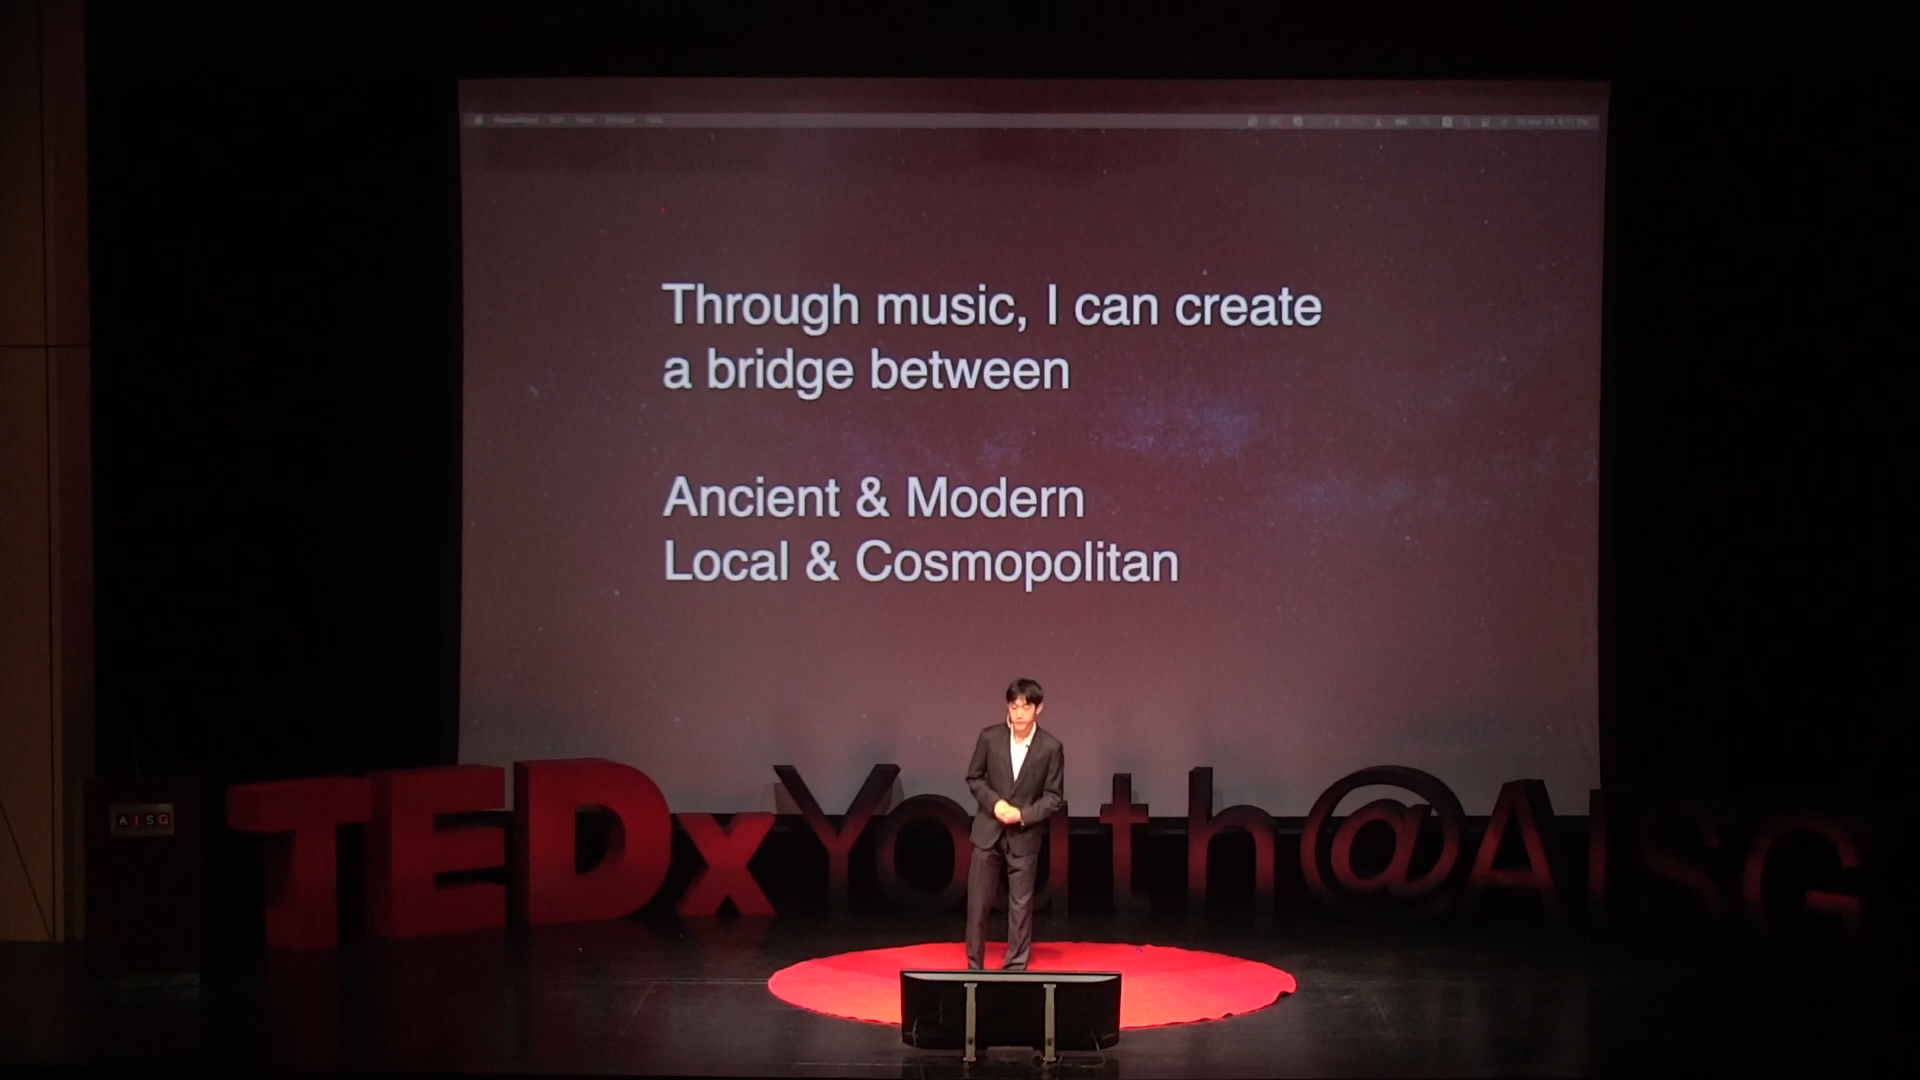 Through music, I can create
a bridge between
Ancient & Modern
Local & Cosmopolitan
AISG
TEDxYouth@AISG